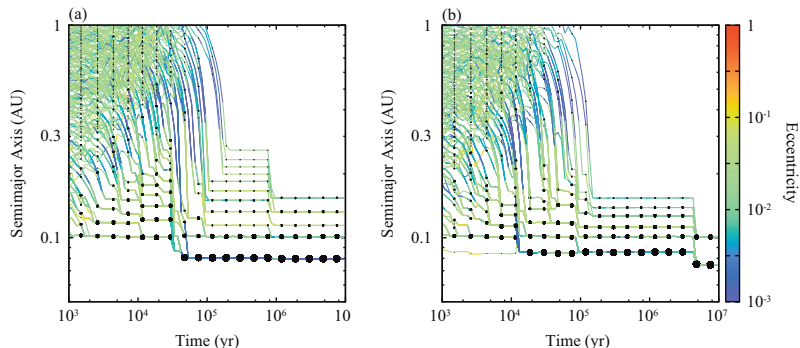 (a)
(b)
1
0.3
0.1
Semimajor Axis (AU)
10³ 10⁴ 10⁵ 10⁶ 10
Time (yr)
1
0.3
0.1
Semimajor Axis (AU)
10³ 10⁴ 10⁵ 10⁶ 10⁷
Time (yr)
1
10⁻¹
10⁻²
10⁻³
Eccentricity